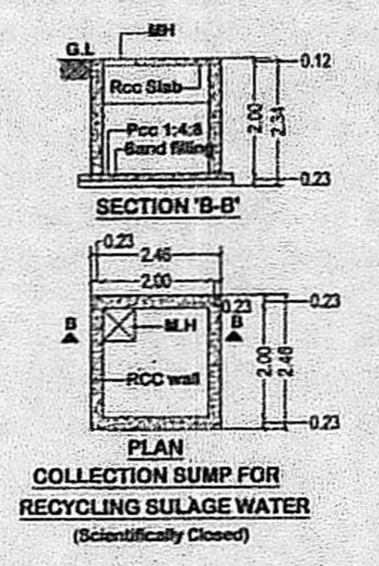 MH
G.L
0.12
Rcc Slab
2.00
2.34
Pcc 1:4:8
Sand filling
0.23
SECTION 'B-B'
0.23
2.46
2.00
0.23
0.23
B
M.H
B
RCC wall
2.00
2.46
0.23
PLAN
COLLECTION SUMP FOR
RECYCLING SULAGE WATER
(Scientifically Closed)